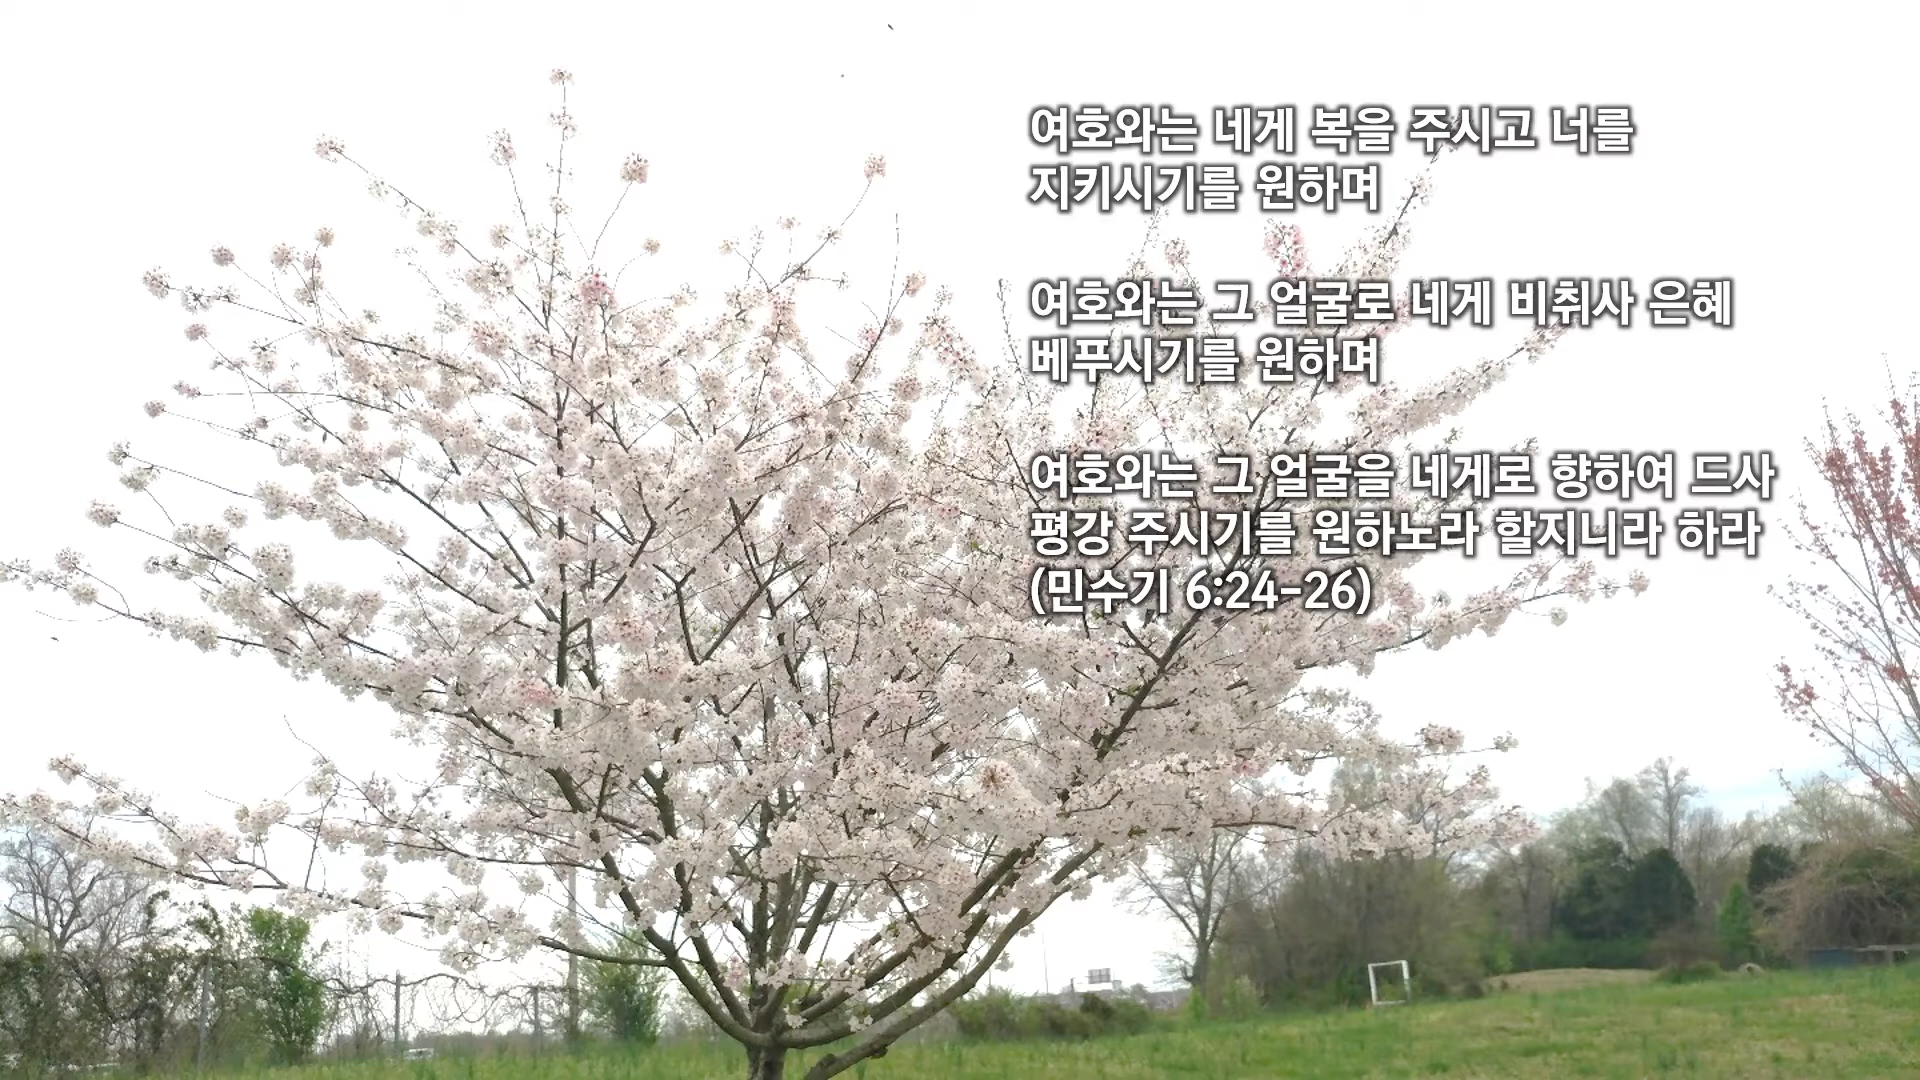 여호와는 네게 복을 주시고 너를
지키시기를 원하며
여호와는 그 얼굴로 네게 비취사 은혜
베푸시기를 원하며
여호와는 그 얼굴을 네게로 향하여 드사
평강 주시기를 원하노라 할지니라 하라
(민수기 6:24-26)